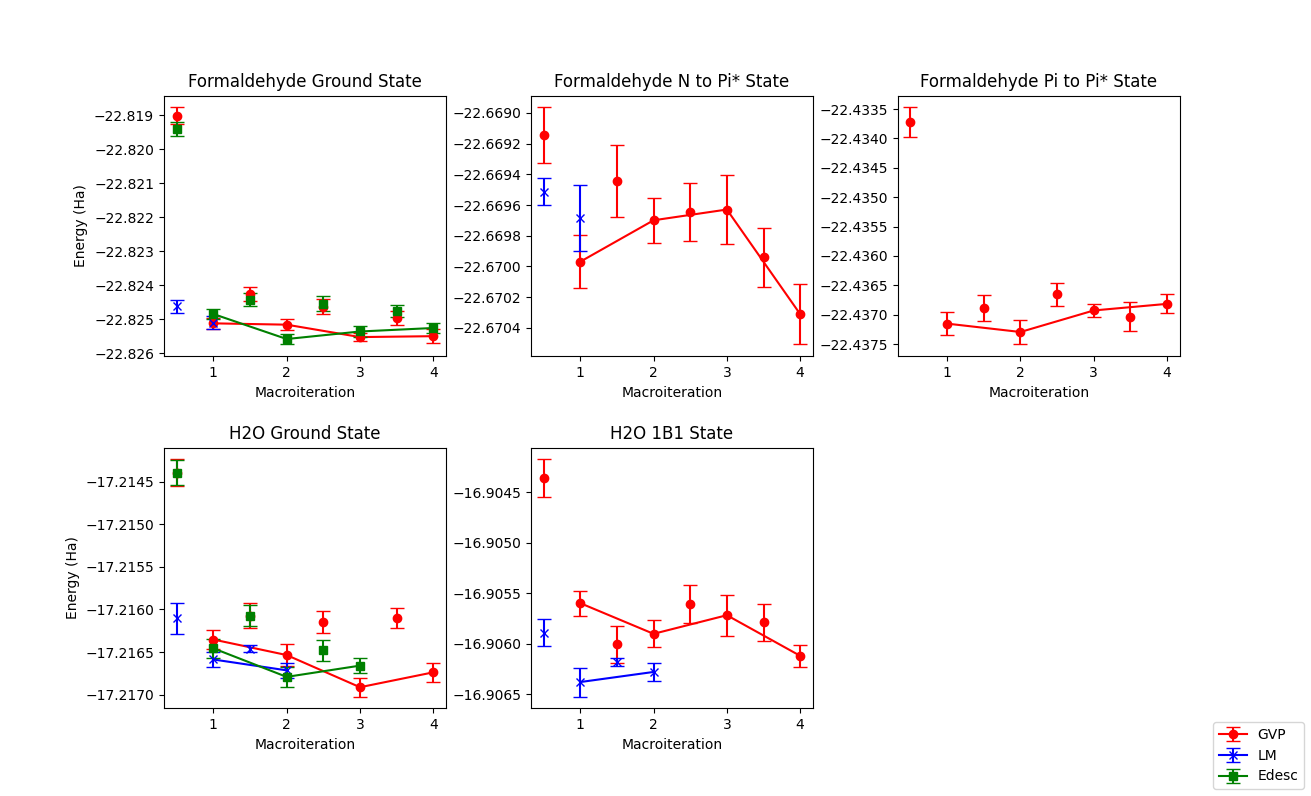 Formaldehyde Ground State
Energy (Ha)
−22.819
−22.820
−22.821
−22.822
−22.823
−22.824
−22.825
−22.826
1 2 3 4
Macroiteration
Formaldehyde N to Pi* State
−22.6690
−22.6692
−22.6694
−22.6696
−22.6698
−22.6700
−22.6702
−22.6704
1 2 3 4
Macroiteration
Formaldehyde Pi to Pi* State
−22.4335
−22.4340
−22.4345
−22.4350
−22.4355
−22.4360
−22.4365
−22.4370
−22.4375
1 2 3 4
Macroiteration
H2O Ground State
Energy (Ha)
−17.2145
−17.2150
−17.2155
−17.2160
−17.2165
−17.2170
1 2 3 4
Macroiteration
H2O 1B1 State
−16.9045
−16.9050
−16.9055
−16.9060
−16.9065
1 2 3 4
Macroiteration
GVP
LM
Edesc